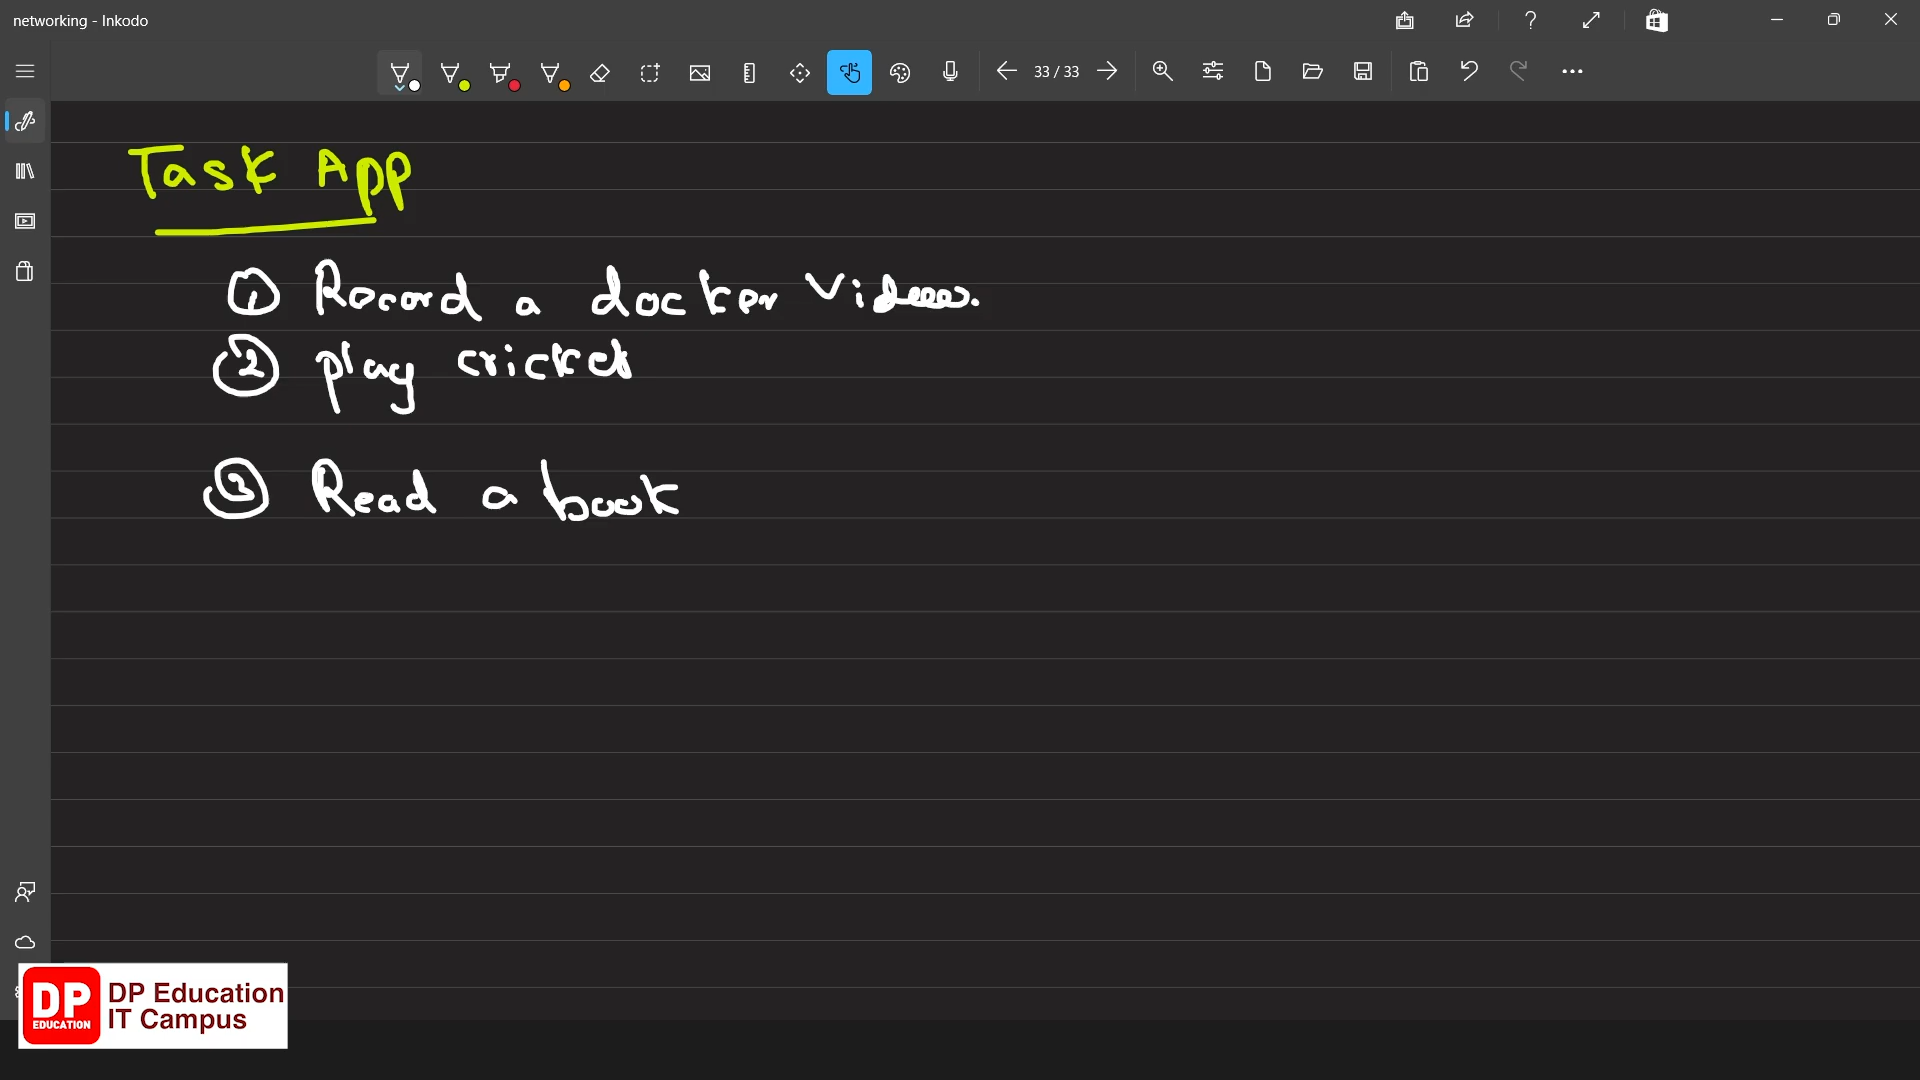 networking - Inkodo
33 / 33
Task App
1 Record a docker Videos.
2 play cricket
3 Read a book
DP
EDUCATION
DP Education
IT Campus